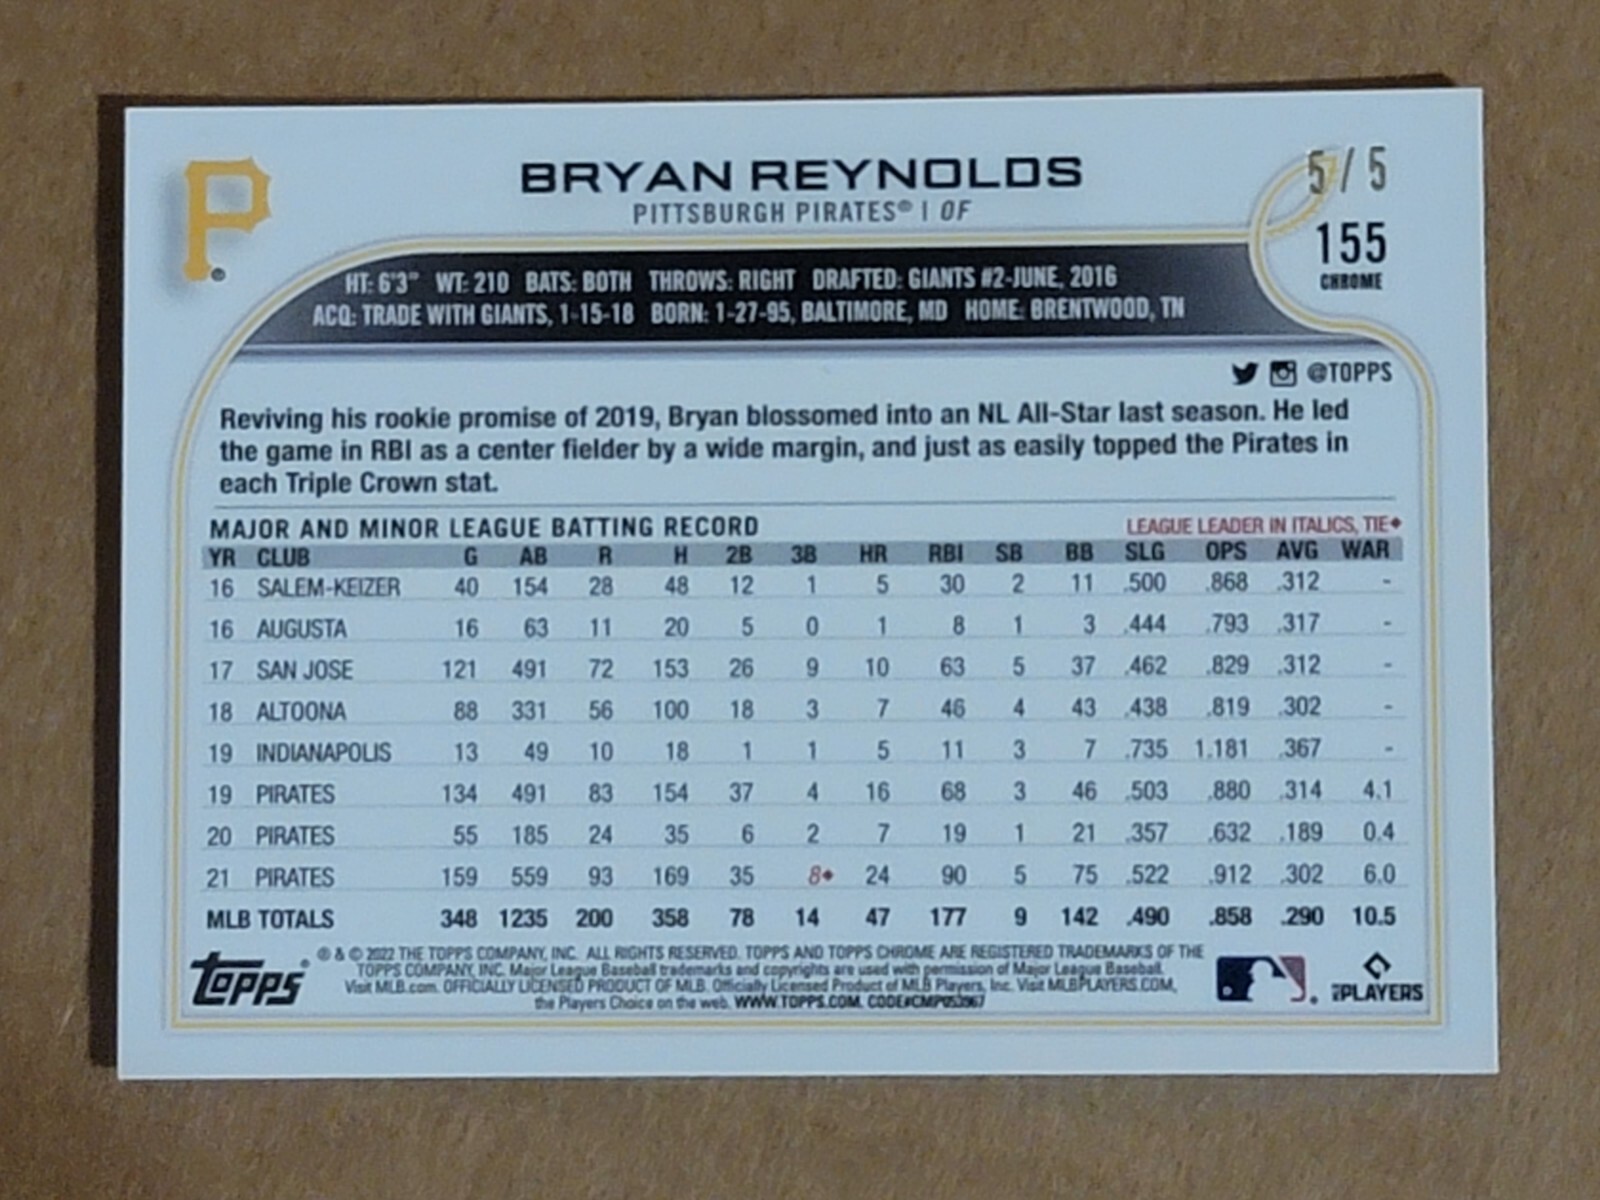 P
BRYAN REYNOLDS
PITTSBURGH PIRATES® | OF
5/5
155
CHROME
HT: 6'3" WT: 210 BATS: BOTH THROWS: RIGHT DRAFTED: GIANTS #2-JUNE, 2016
ACQ: TRADE WITH GIANTS, 1-15-18 BORN: 1-27-95, BALTIMORE, MD HOME: BRENTWOOD, TN
@TOPPS
Reviving his rookie promise of 2019, Bryan blossomed into an NL All-Star last season. He led
the game in RBI as a center fielder by a wide margin, and just as easily topped the Pirates in
each Triple Crown stat.
MAJOR AND MINOR LEAGUE BATTING RECORD LEAGUE LEADER IN ITALICS, TIE♦
YR CLUB G AB R H 2B 3B HR RBI SB BB SLG OPS AVG WAR
16 SALEM-KEIZER 40 154 28 48 12 1 5 30 2 11 .500 .868 .312 -
16 AUGUSTA 16 63 11 20 5 0 1 8 1 3 .444 .793 .317 -
17 SAN JOSE 121 491 72 153 26 9 10 63 5 37 .462 .829 .312 -
18 ALTOONA 88 331 56 100 18 3 7 46 4 43 .438 .819 .302 -
19 INDIANAPOLIS 13 49 10 18 1 1 5 11 3 7 .735 1.181 .367 -
19 PIRATES 134 491 83 154 37 4 16 68 3 46 .503 .880 .314 4.1
20 PIRATES 55 185 24 35 6 2 7 19 1 21 .357 .632 .189 0.4
21 PIRATES 159 559 93 169 35 8♦ 24 90 5 75 .522 .912 .302 6.0
MLB TOTALS 348 1235 200 358 78 14 47 177 9 142 .490 .858 .290 10.5
TOPPS®
® & © 2022 THE TOPPS COMPANY, INC. ALL RIGHTS RESERVED. TOPPS AND TOPPS CHROME ARE REGISTERED TRADEMARKS OF THE
TOPPS COMPANY, INC. Major League Baseball trademarks and copyrights are used with permission of Major League Baseball.
Visit MLB.com. OFFICIALLY LICENSED PRODUCT OF MLB. Officially Licensed Product of MLB Players, Inc. Visit MLBPLAYERS.COM,
the Players Choice on the web. WWW.TOPPS.COM. CODE#CMP053967
PLAYERS